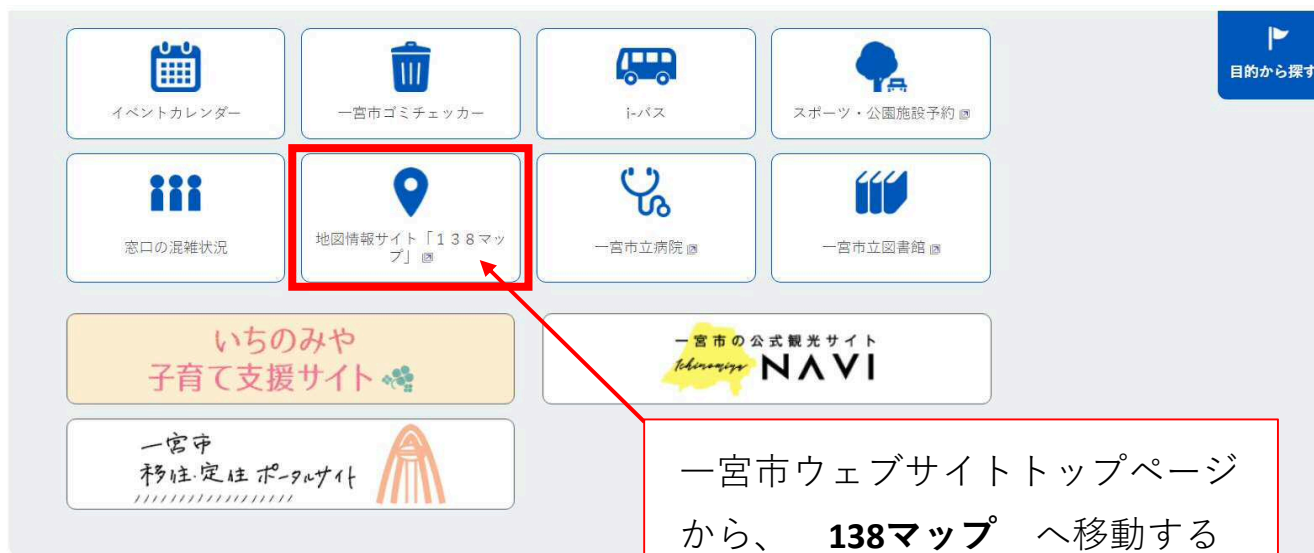 目的から探す
イベントカレンダー
一宮市ゴミチェッカー
i-バス
スポーツ・公園施設予約
窓口の混雑状況
地図情報サイト「１３８マッ
プ」
一宮市立病院
一宮市立図書館
いちのみや
子育て支援サイト
一宮市の公式観光サイト
Ichinomiya NAVI
一宮市
移住・定住ポータルサイト
一宮市ウェブサイトトップページ
から、　138マップ　へ移動する